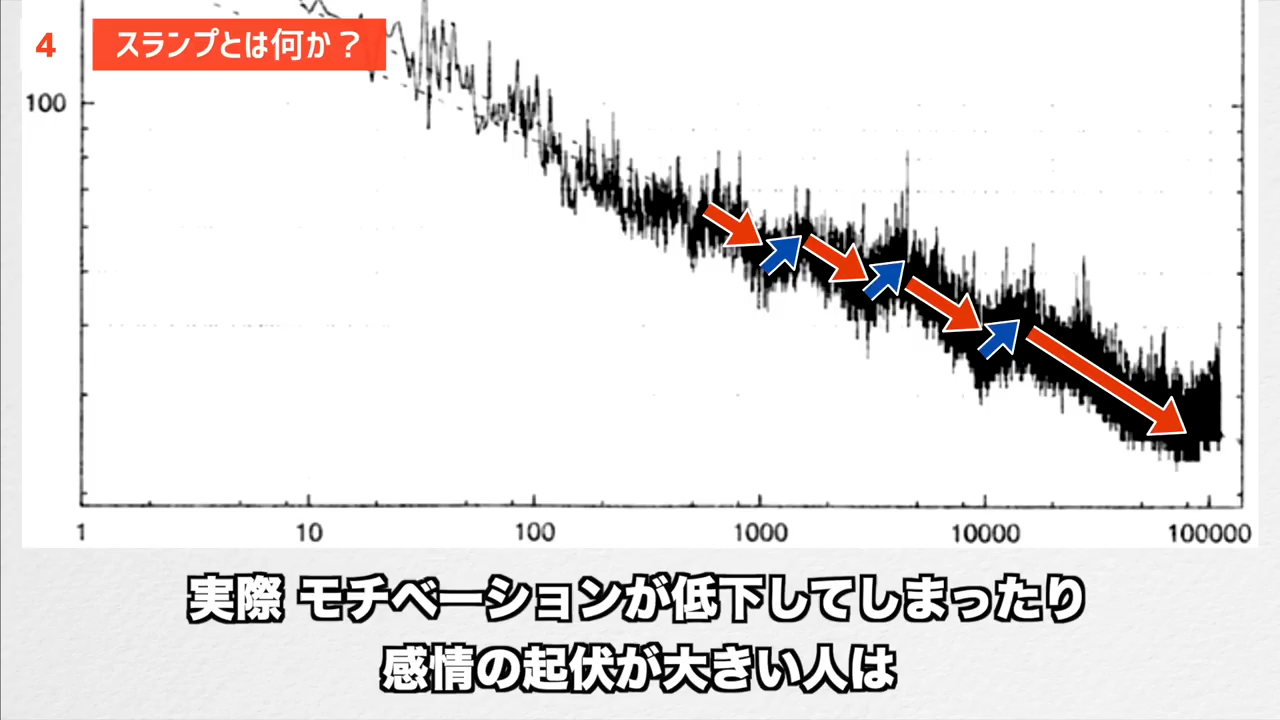 4
スランプとは何か？
100
1 10 100 1000 10000 100000
実際 モチベーションが低下してしまったり
感情の起伏が大きい人は